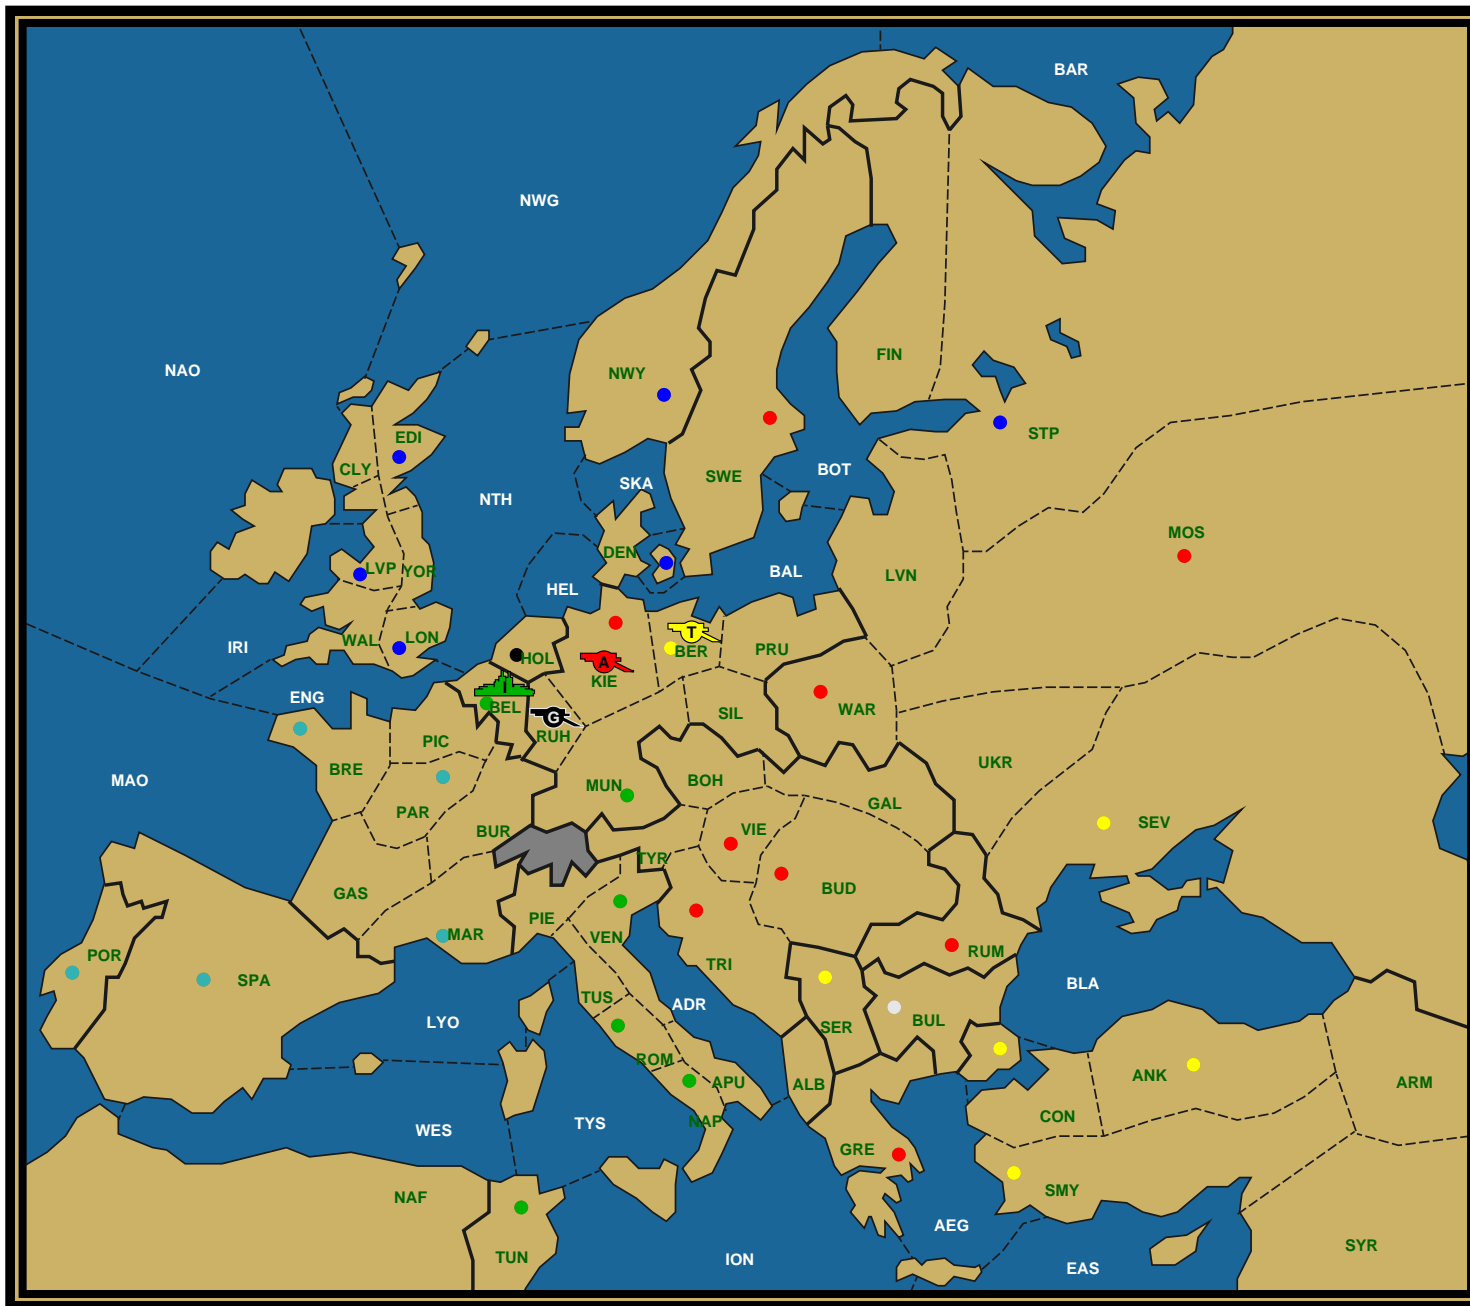 BAR
NWG
NAO
FIN
NWY
EDI
STP
CLY
SWE
BOT
SKA
NTH
MOS
DEN
LVP
YOR
BAL
LVN
HEL
T
LON
WAL
IRI
BER
PRU
HOL
A
KIE
ENG
I
BEL
G
RUH
SIL
WAR
PIC
BRE
UKR
MAO
MUN
BOH
GAL
PAR
SEV
BUR
VIE
TYR
BUD
GAS
PIE
MAR
VEN
RUM
POR
SPA
TRI
BLA
TUS
ADR
LYO
BUL
SER
ROM
APU
ALB
ANK
ARM
CON
NAP
WES
TYS
GRE
SMY
NAF
AEG
SYR
TUN
ION
EAS